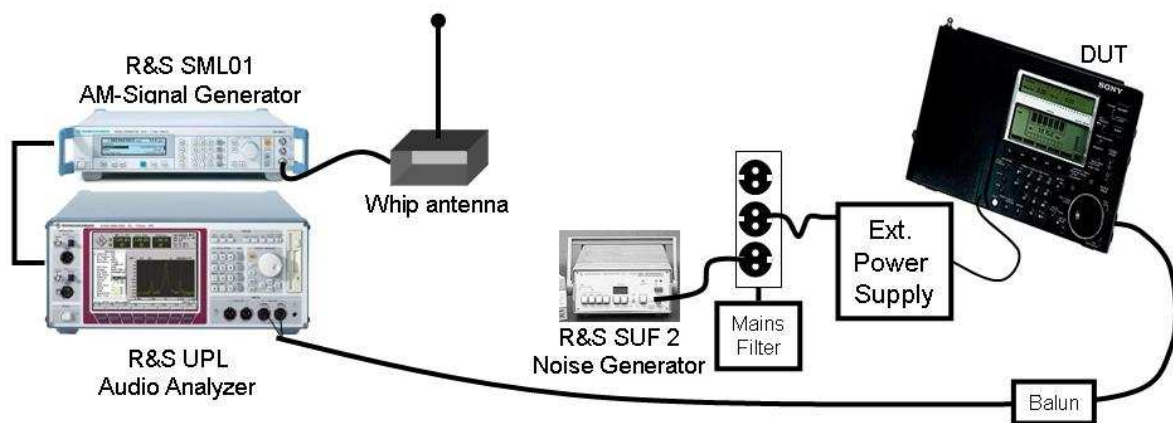 R&S SML01
AM-Signal Generator
Whip antenna
R&S UPL
Audio Analyzer
R&S SUF 2
Noise Generator
Mains
Filter
Ext.
Power
Supply
DUT
SONY
Balun